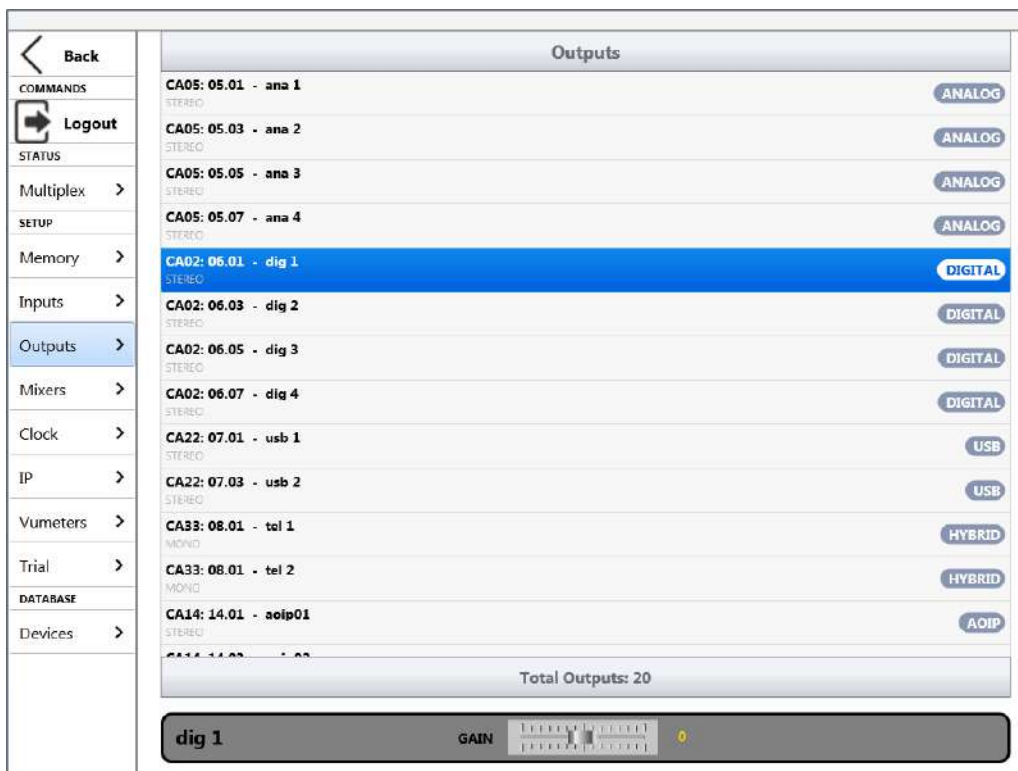 Back
COMMANDS
Logout
STATUS
Multiplex
SETUP
Memory
Inputs
Outputs
Mixers
Clock
IP
Vumeters
Trial
DATABASE
Devices
Outputs
CA05: 05.01 - ana 1
STEREO
ANALOG
CA05: 05.03 - ana 2
STEREO
ANALOG
CA05: 05.05 - ana 3
STEREO
ANALOG
CA05: 05.07 - ana 4
STEREO
ANALOG
CA02: 06.01 - dig 1
STEREO
DIGITAL
CA02: 06.03 - dig 2
STEREO
DIGITAL
CA02: 06.05 - dig 3
STEREO
DIGITAL
CA02: 06.07 - dig 4
STEREO
DIGITAL
CA22: 07.01 - usb 1
STEREO
USB
CA22: 07.03 - usb 2
STEREO
USB
CA33: 08.01 - tel 1
MONO
HYBRID
CA33: 08.01 - tel 2
MONO
HYBRID
CA14: 14.01 - aoip01
STEREO
AOIP
Total Outputs: 20
dig 1 GAIN 0